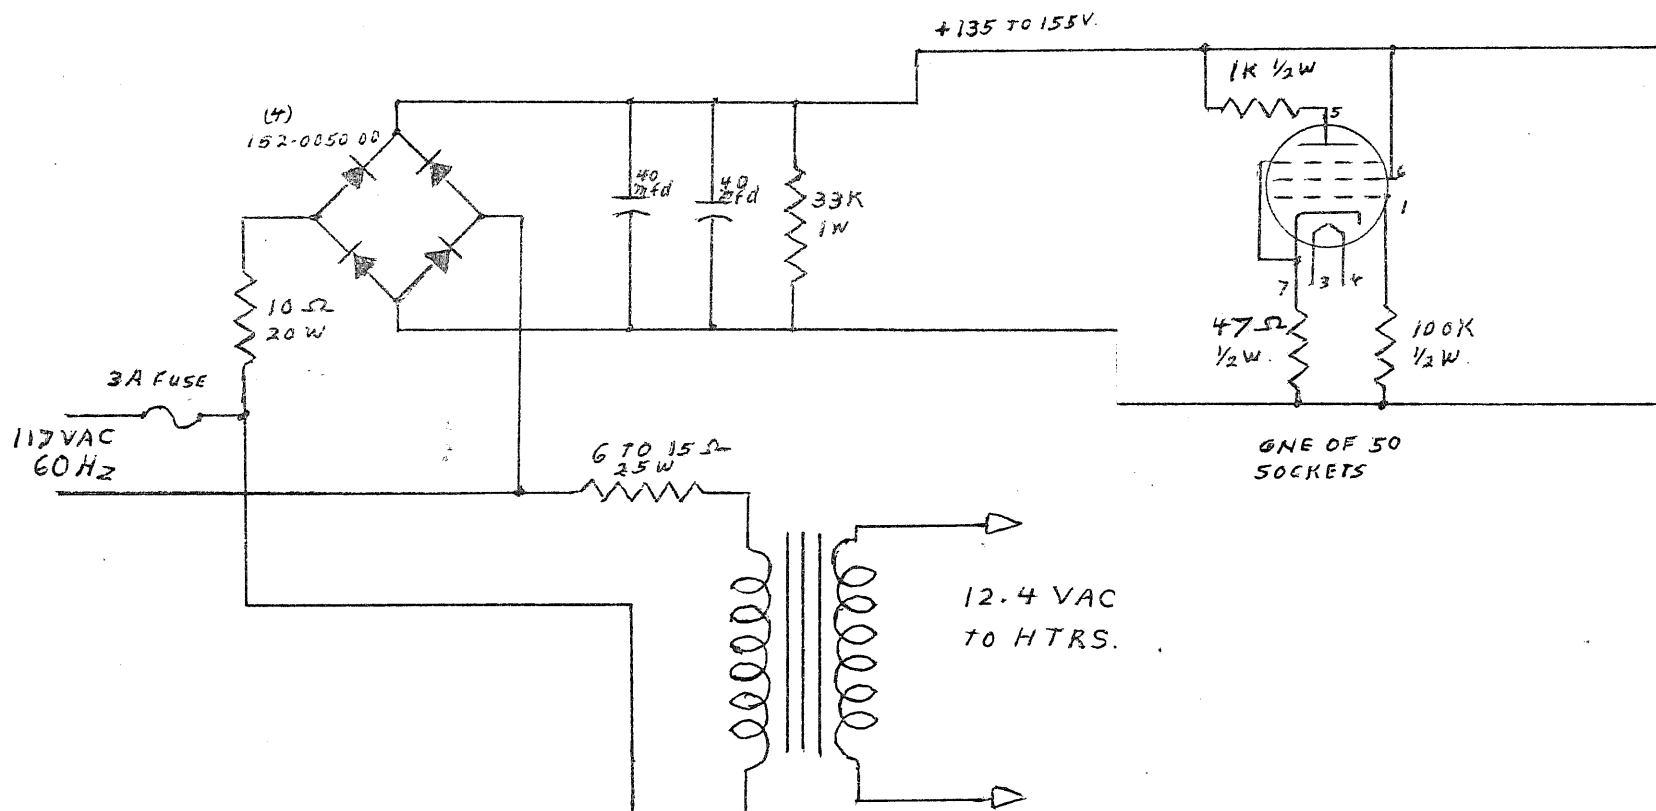 +135 TO 155V.
1K ½W
5
(4)
152-0050 00
40
mfd
40
mfd
33K
1W
6
1
7
3
4
10Ω
20W
47Ω
½W.
100K
½W.
3A FUSE
117VAC
60HZ
6 TO 15Ω
25W
ONE OF 50
SOCKETS
12.4 VAC
TO HTRS.